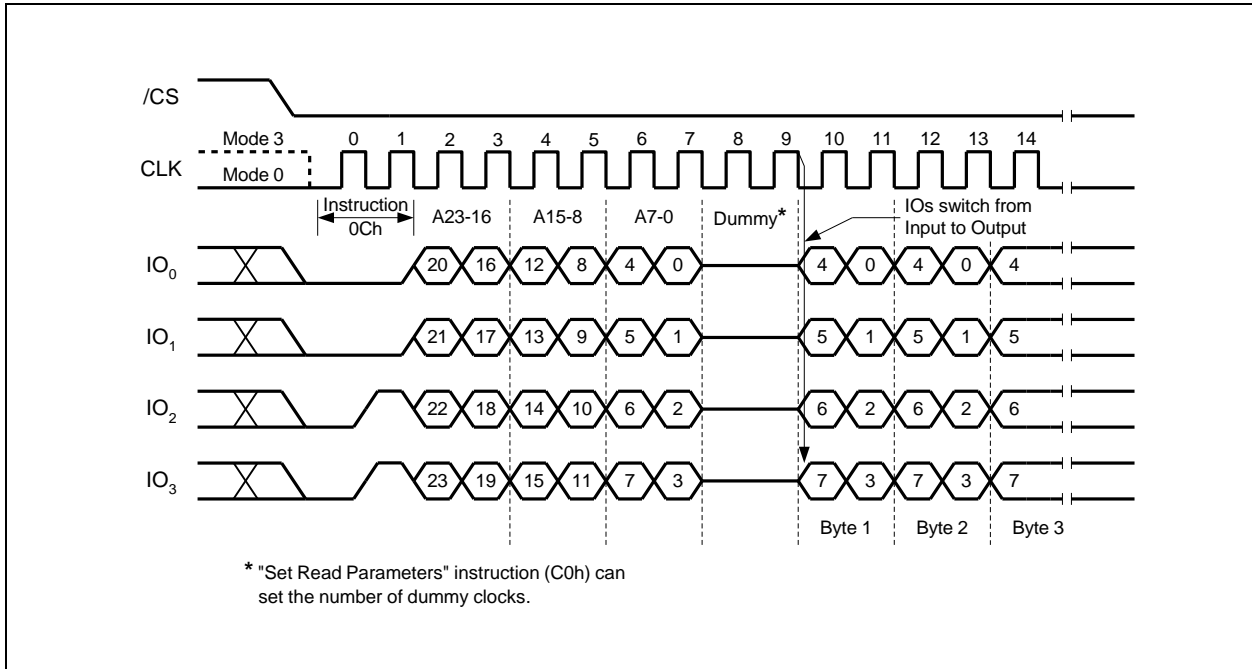 /CS
Mode 3
0 1 2 3 4 5 6 7 8 9 10 11 12 13 14
CLK
Mode 0
Instruction
0Ch
A23-16 A15-8 A7-0 Dummy*
IOs switch from
Input to Output
IO0 20 16 12 8 4 0 4 0 4 0 4
IO1 21 17 13 9 5 1 5 1 5 1 5
IO2 22 18 14 10 6 2 6 2 6 2 6
IO3 23 19 15 11 7 3 7 3 7 3 7
Byte 1 Byte 2 Byte 3
* "Set Read Parameters" instruction (C0h) can
set the number of dummy clocks.